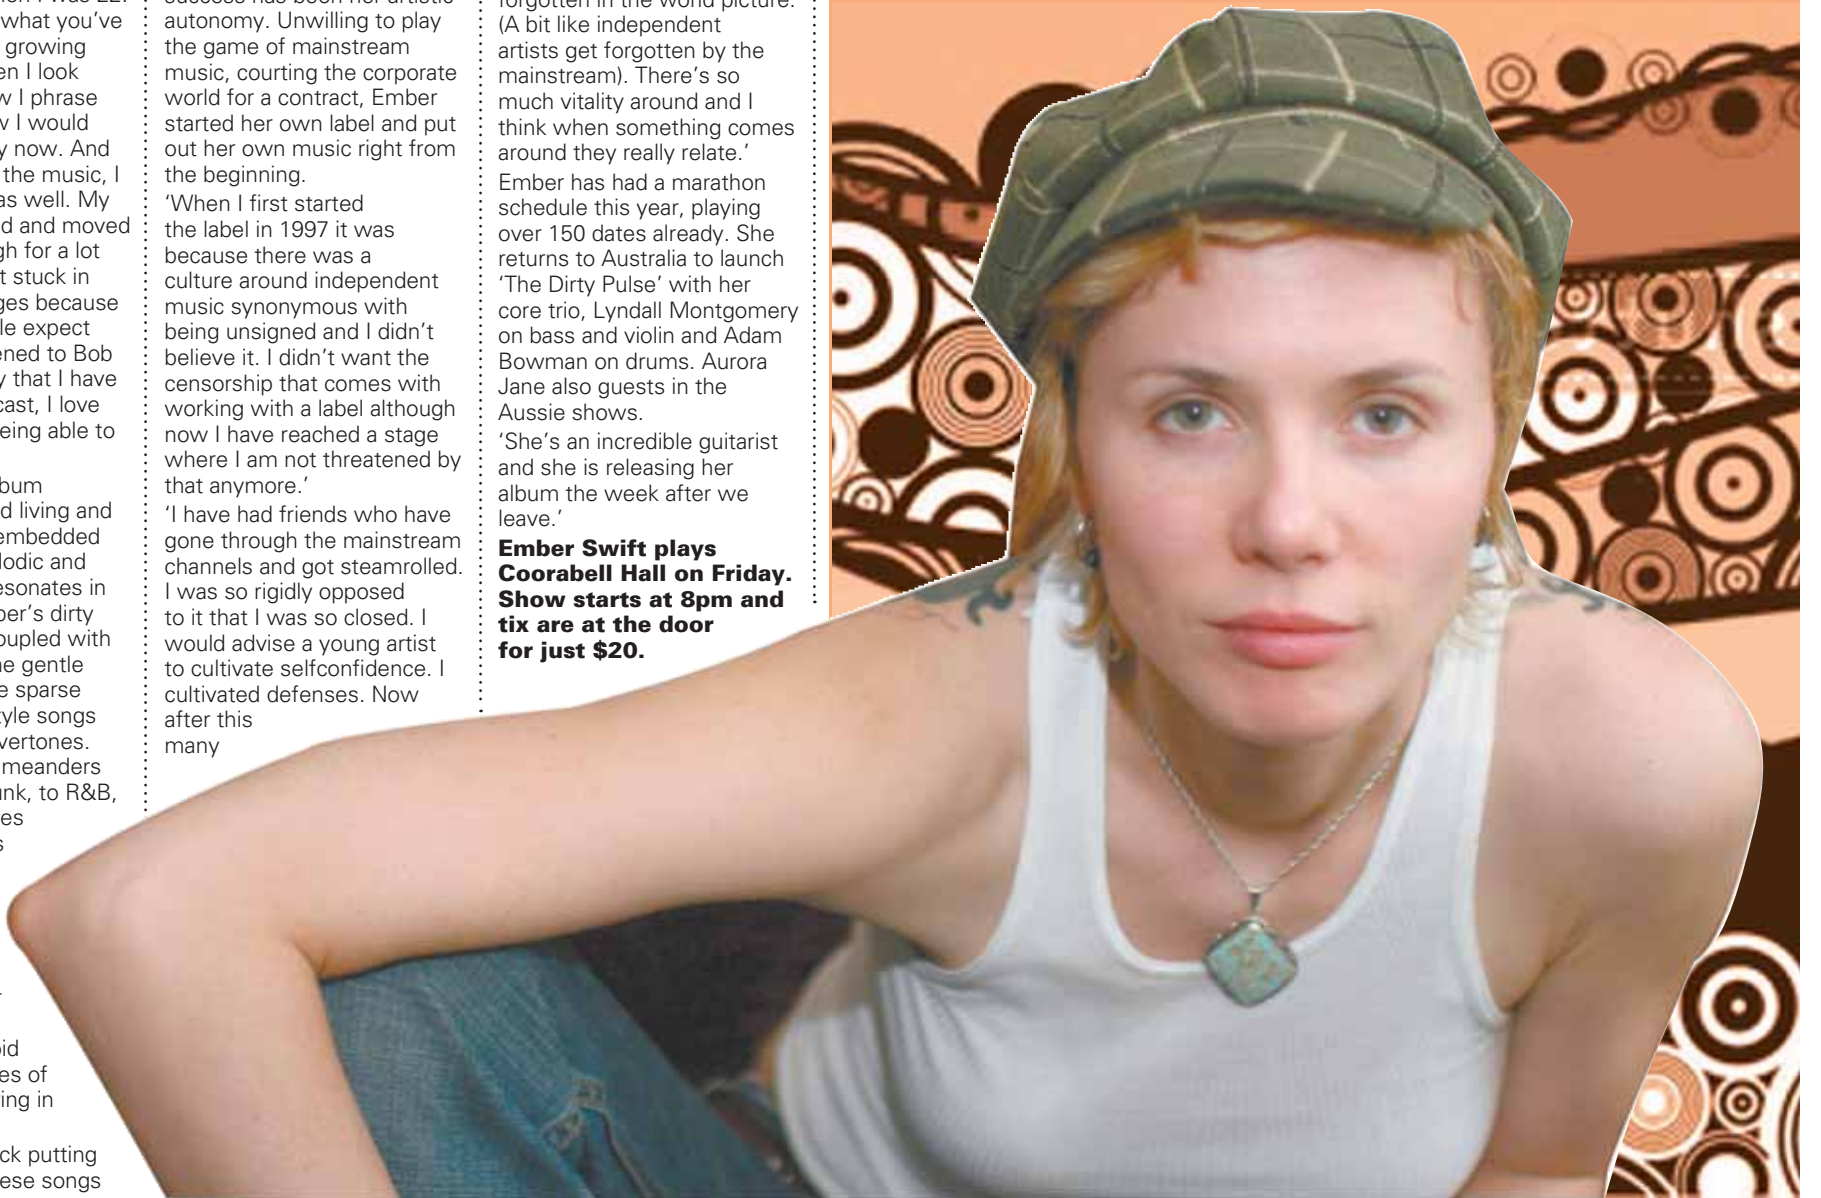 what you've
growing
en I look
w I phrase
w I would
y now. And
the music, I
as well. My
d and moved
gh for a lot
t stuck in
ges because
le expect
ened to Bob
y that I have
cast, I love
eing able to
bum
d living and
embedded
lodic and
esonates in
ber's dirty
oupled with
ne gentle
e sparse
tyle songs
vertones.
meanders
unk, to R&B,
es
s
oid
es of
ing in
ck putting
ese songs
success has been her artistic
autonomy. Unwilling to play
the game of mainstream
music, courting the corporate
world for a contract, Ember
started her own label and put
out her own music right from
the beginning.
‘When I first started
the label in 1997 it was
because there was a
culture around independent
music synonymous with
being unsigned and I didn’t
believe it. I didn’t want the
censorship that comes with
working with a label although
now I have reached a stage
where I am not threatened by
that anymore.’
‘I have had friends who have
gone through the mainstream
channels and got steamrolled.
I was so rigidly opposed
to it that I was so closed. I
would advise a young artist
to cultivate selfconfidence. I
cultivated defenses. Now
after this
many
forgotten in the world picture.
(A bit like independent
artists get forgotten by the
mainstream). There’s so
much vitality around and I
think when something comes
around they really relate.’
Ember has had a marathon
schedule this year, playing
over 150 dates already. She
returns to Australia to launch
‘The Dirty Pulse’ with her
core trio, Lyndall Montgomery
on bass and violin and Adam
Bowman on drums. Aurora
Jane also guests in the
Aussie shows.
‘She’s an incredible guitarist
and she is releasing her
album the week after we
leave.’
Ember Swift plays
Coorabell Hall on Friday.
Show starts at 8pm and
tix are at the door
for just $20.